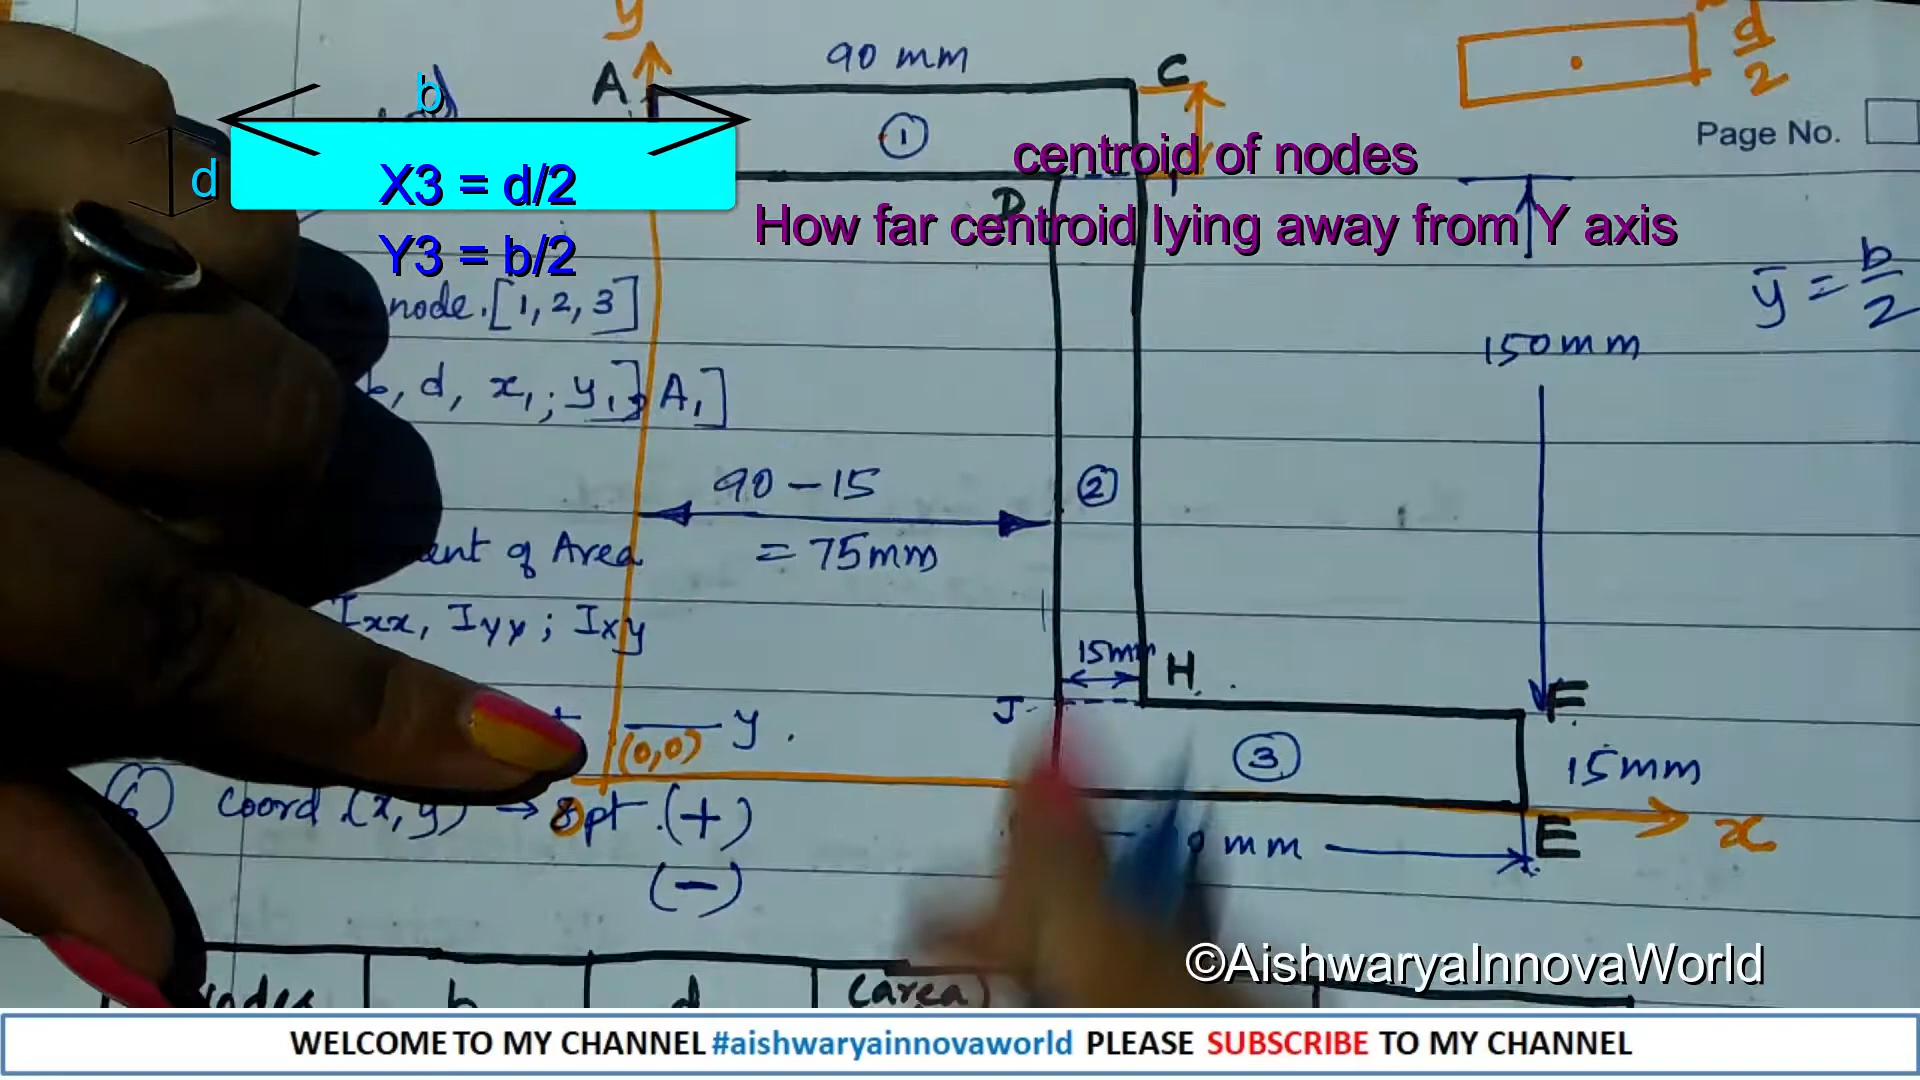 y
90 mm
A
C
b
①
d
2
Page No.
d
X3 = d/2
centroid of nodes
D
How far centroid lying away from Y axis
Y3 = b/2
y̅ = b/2
node.[1, 2, 3]
150mm
b, d, x₁; y₁] A₁]
90 - 15
②
= 75mm
of Area
Ixx, Iyy; Ixy
15mm
H
J
F
y.
(0,0)
③
15mm
⑥ Coord.(x,y) → 8pt.(+)
x
mm
E
(-)
©AishwaryaInnovaWorld
b
d
(area)
WELCOME TO MY CHANNEL #aishwaryainnovaworld PLEASE SUBSCRIBE TO MY CHANNEL